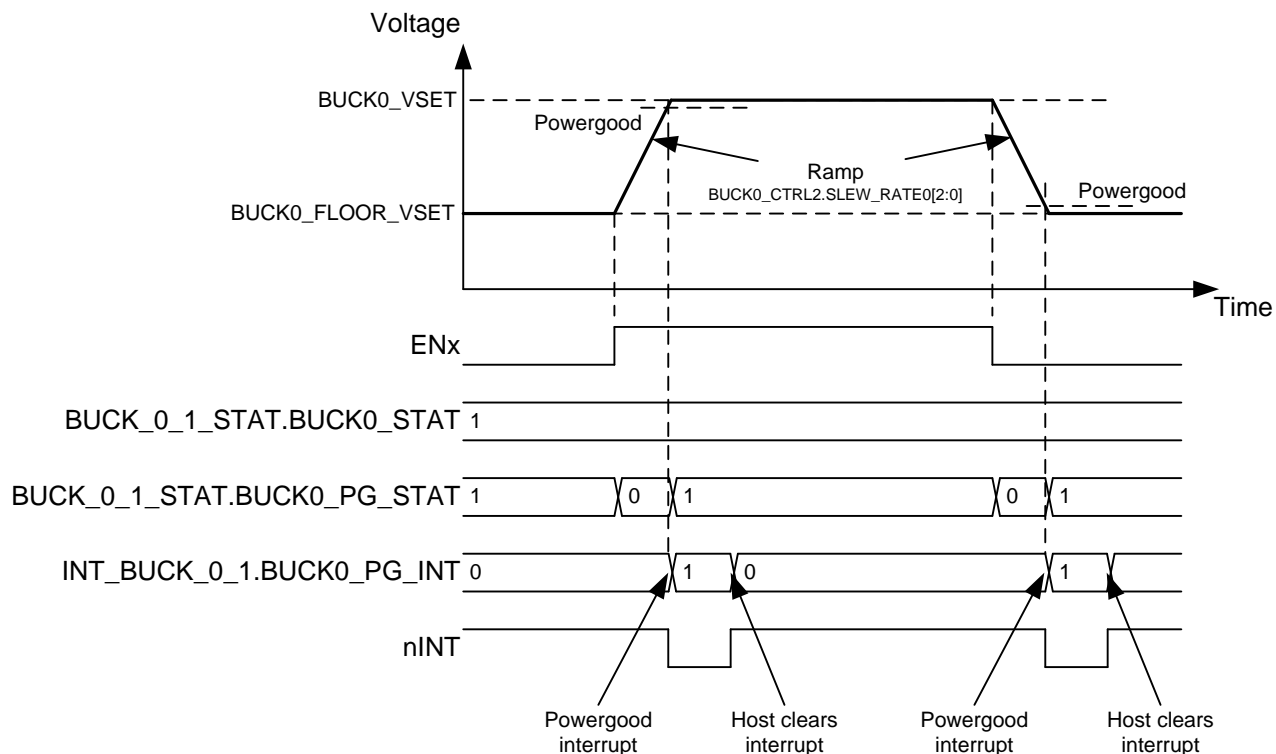 Voltage
BUCK0_VSET
Powergood
Ramp
BUCK0_CTRL2.SLEW_RATE0[2:0]
Powergood
BUCK0_FLOOR_VSET
Time
ENx
BUCK_0_1_STAT.BUCK0_STAT 1
BUCK_0_1_STAT.BUCK0_PG_STAT 1 0 1 0 1
INT_BUCK_0_1.BUCK0_PG_INT 0 1 0 1
nINT
Powergood
interrupt
Host clears
interrupt
Powergood
interrupt
Host clears
interrupt